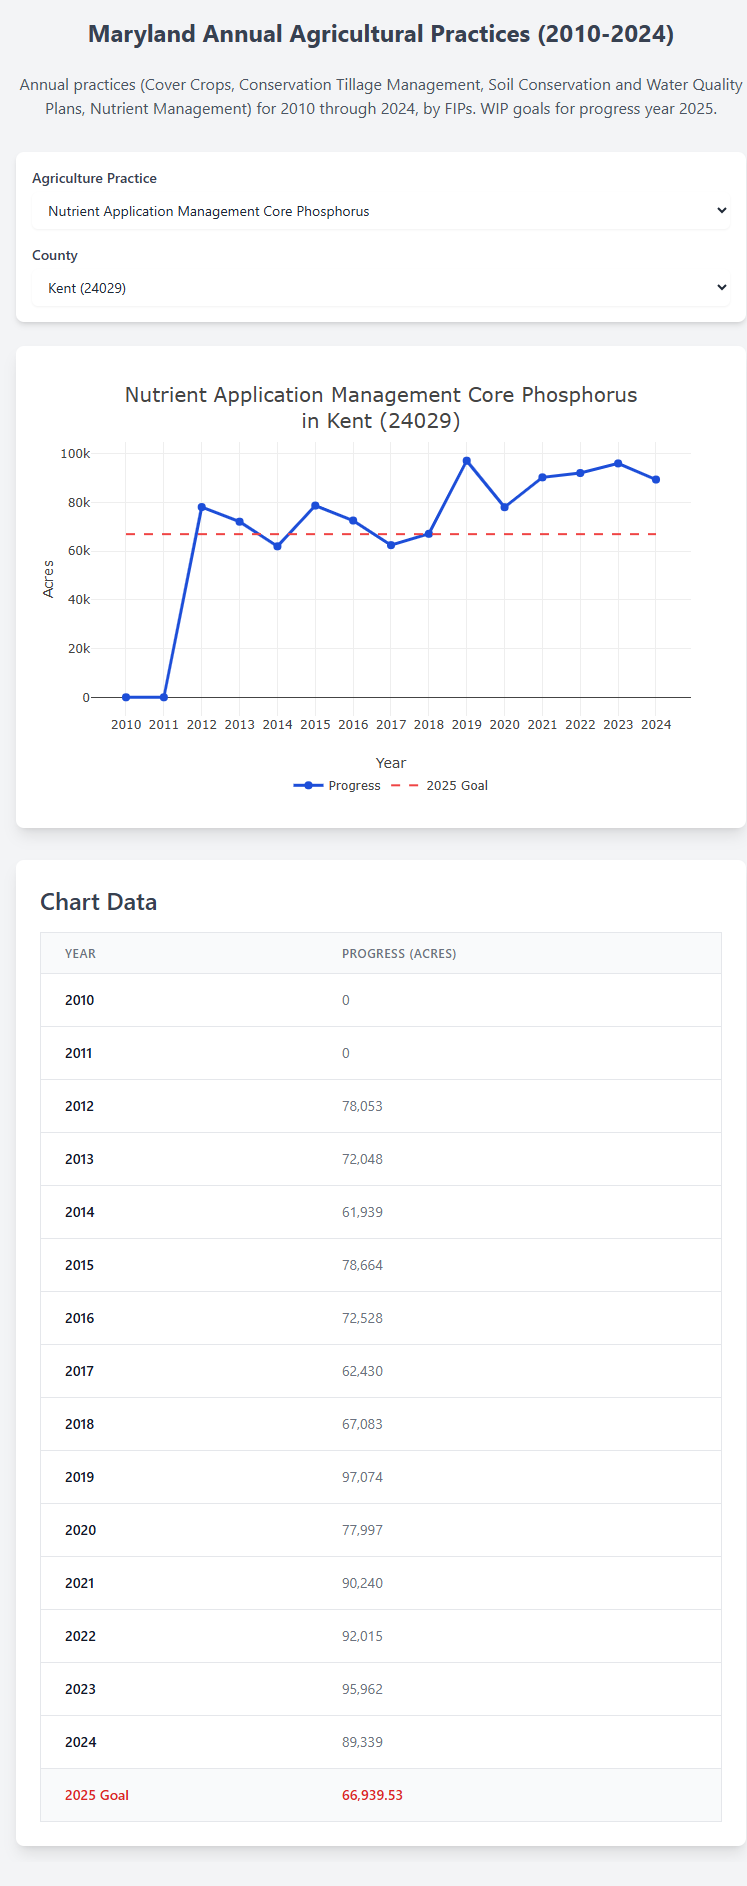 Maryland Annual Agricultural Practices (2010-2024)
Annual practices (Cover Crops, Conservation Tillage Management, Soil Conservation and Water Quality
Plans, Nutrient Management) for 2010 through 2024, by FIPs. WIP goals for progress year 2025.
Agriculture Practice
Nutrient Application Management Core Phosphorus
County
Kent (24029)
Nutrient Application Management Core Phosphorus
in Kent (24029)
100k
80k
60k
40k
20k
0
Acres
2010 2011 2012 2013 2014 2015 2016 2017 2018 2019 2020 2021 2022 2023 2024
Year
Progress 2025 Goal
Chart Data
YEAR PROGRESS (ACRES)
2010 0
2011 0
2012 78,053
2013 72,048
2014 61,939
2015 78,664
2016 72,528
2017 62,430
2018 67,083
2019 97,074
2020 77,997
2021 90,240
2022 92,015
2023 95,962
2024 89,339
2025 Goal 66,939.53